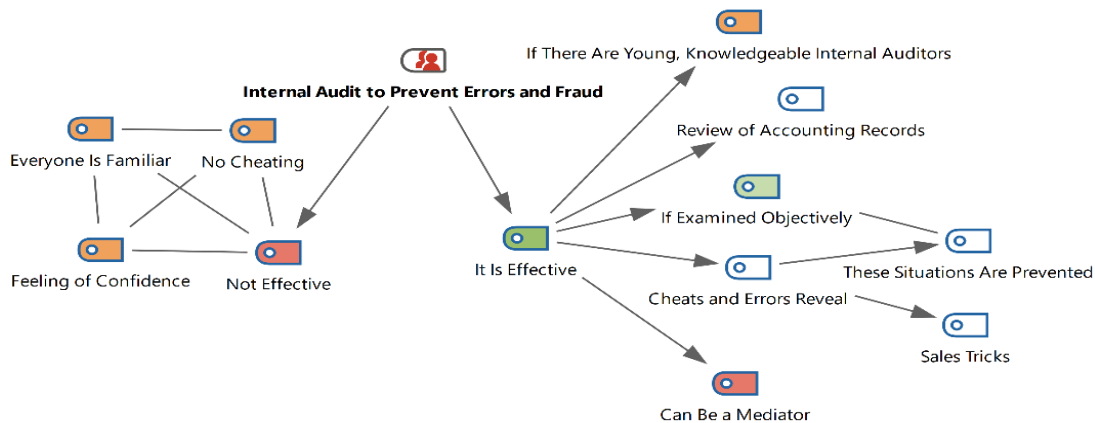 If There Are Young, Knowledgeable Internal Auditors
Internal Audit to Prevent Errors and Fraud
Review of Accounting Records
Everyone Is Familiar
No Cheating
If Examined Objectively
It Is Effective
These Situations Are Prevented
Feeling of Confidence
Not Effective
Cheats and Errors Reveal
Sales Tricks
Can Be a Mediator